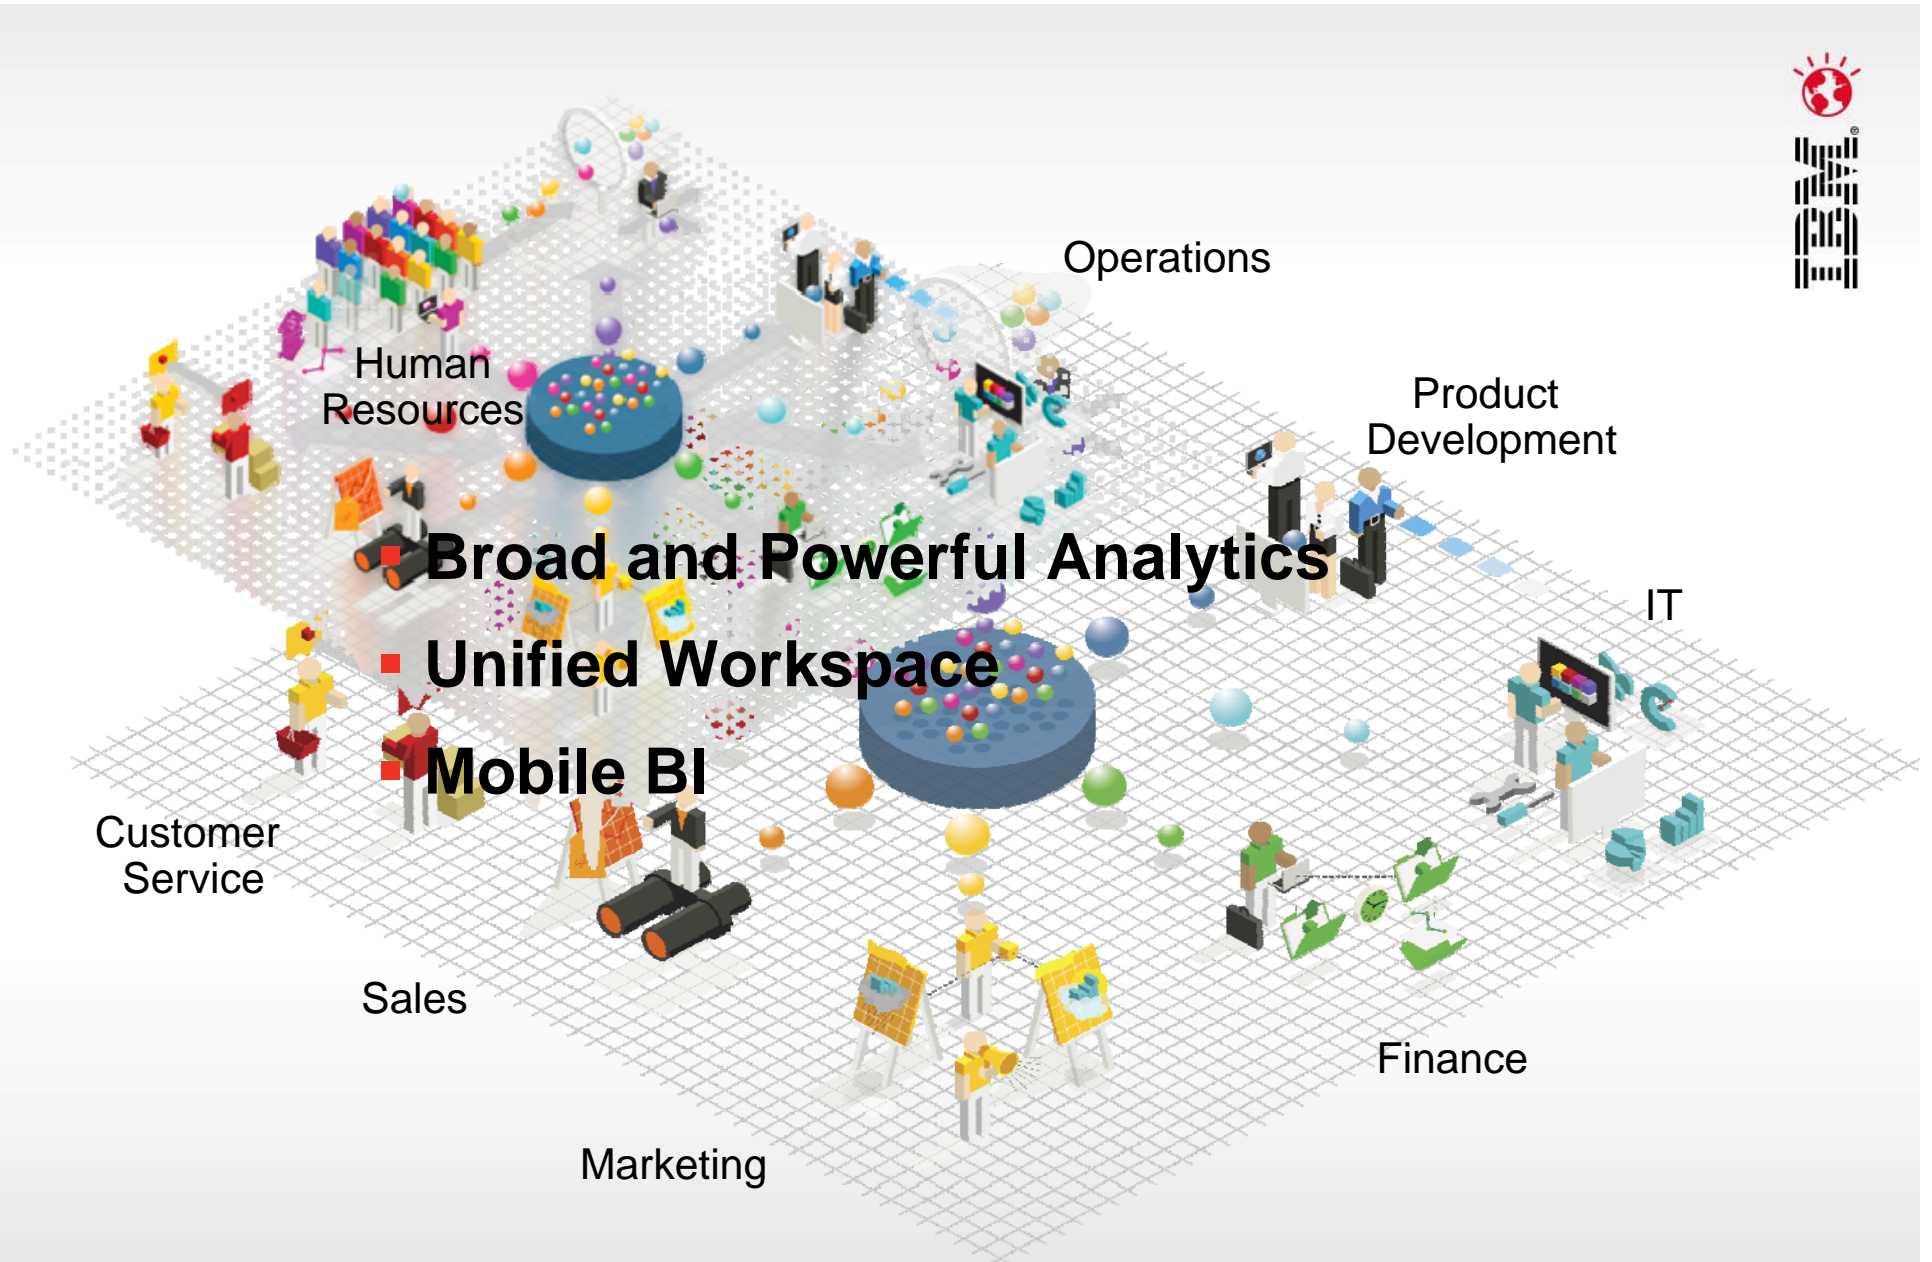 IBM®
Operations
Human
Resources
Product
Development
Broad and Powerful Analytics
IT
Unified Workspace
Mobile BI
Customer
Service
Sales
Finance
Marketing